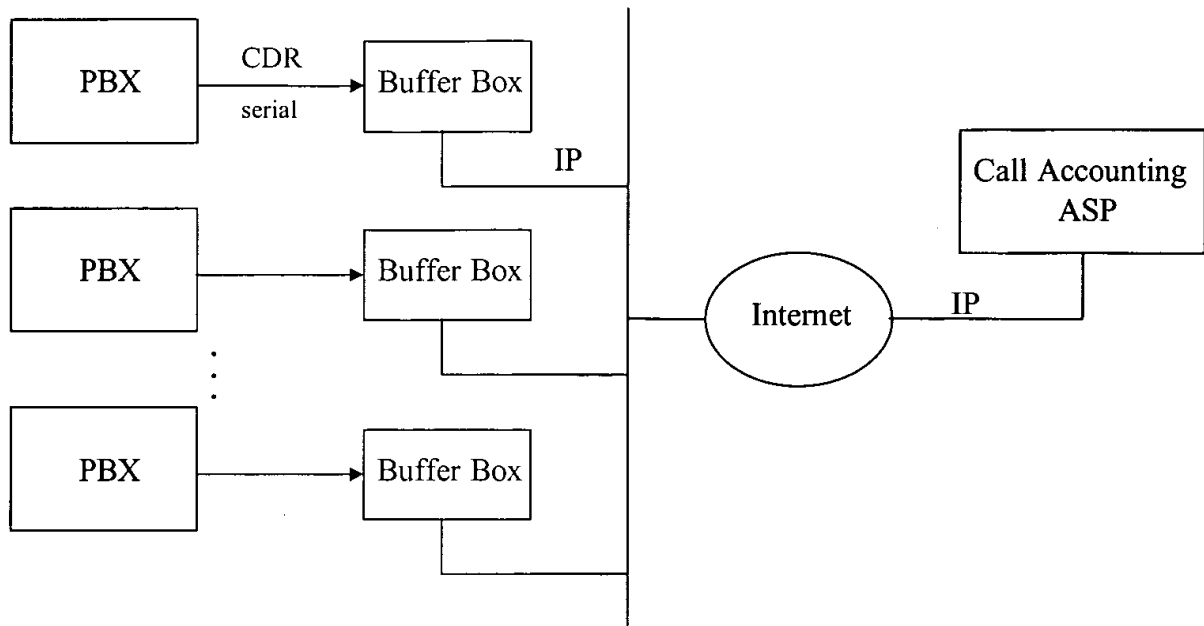 PBX
CDR
serial
Buffer Box
IP
Call Accounting
ASP
PBX
Buffer Box
Internet
IP
PBX
Buffer Box